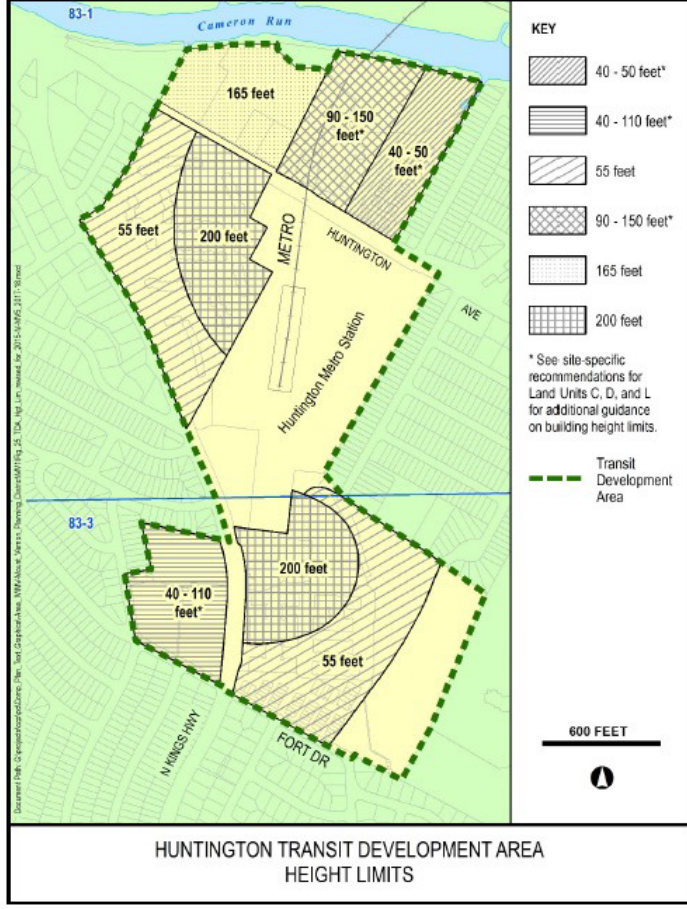 83-1
Cameron Run
165 feet
90 - 150
feet*
40 - 50
feet*
55 feet
200 feet
METRO
HUNTINGTON
AVE
Huntington Metro Station
83-3
200 feet
40 - 110
feet*
55 feet
N KINGS HWY
FORT DR
KEY
40 - 50 feet*
40 - 110 feet*
55 feet
90 - 150 feet*
165 feet
200 feet
* See site-specific
recommendations for
Land Units C, D, and L
for additional guidance
on building height limits.
Transit
Development
Area
600 FEET
HUNTINGTON TRANSIT DEVELOPMENT AREA
HEIGHT LIMITS